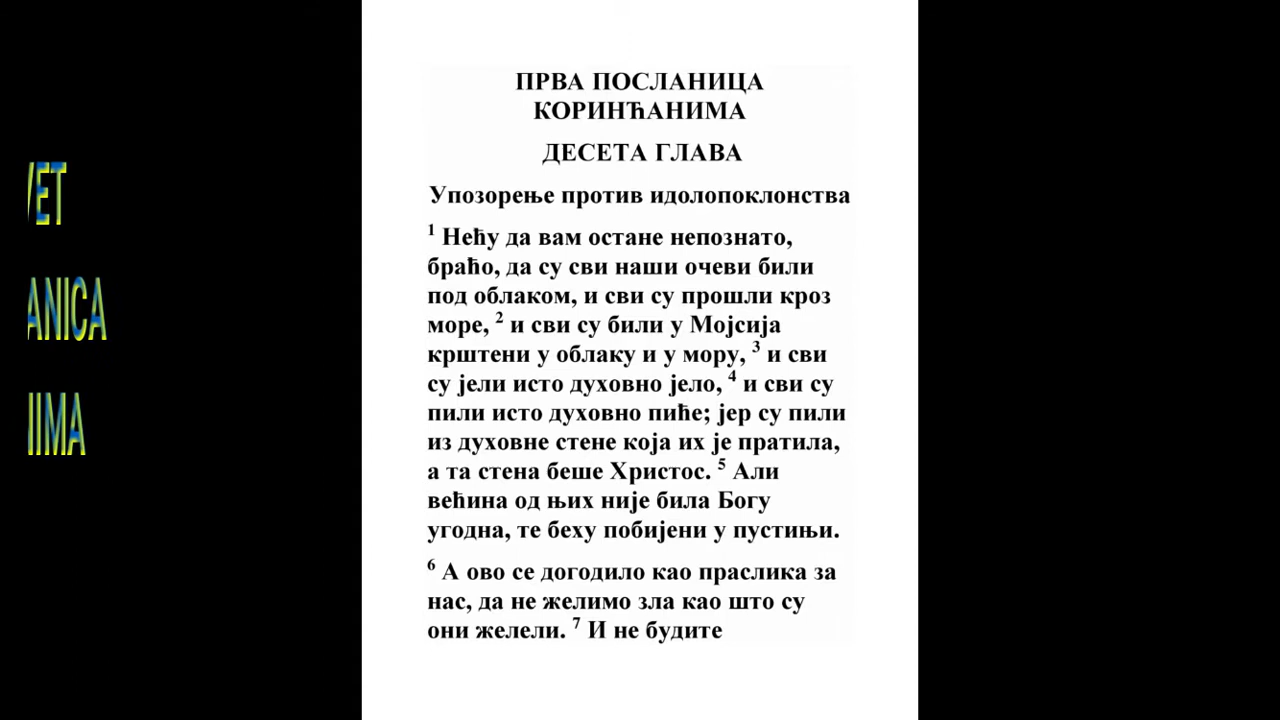 ПРВА ПОСЛАНИЦА
КОРИНЋАНИМА
ДЕСЕТА ГЛАВА
Упозорење против идолопоклонства
1 Нећу да вам остане непознато,
браћо, да су сви наши очеви били
под облаком, и сви су прошли кроз
море, 2 и сви су били у Мојсија
крштени у облаку и у мору, 3 и сви
су јели исто духовно јело, 4 и сви су
пили исто духовно пиће; јер су пили
из духовне стене која их је пратила,
а та стена беше Христос. 5 Али
већина од њих није била Богу
угодна, те беху побијени у пустињи.
6 А ово се догодило као праслика за
нас, да не желимо зла као што су
они желели. 7 И не будите